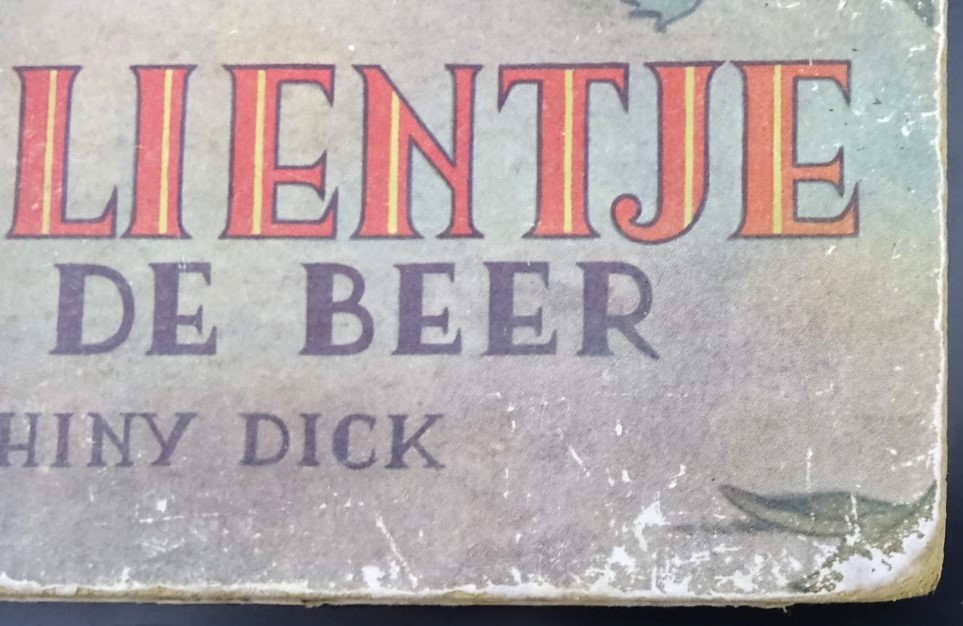 LIENTJE
DE BEER
HINY DICK